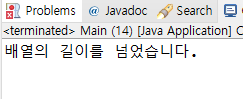 Problems @ Javadoc Search
<terminated> Main (14) [Java Application] C
배열의 길이를 넘었습니다.